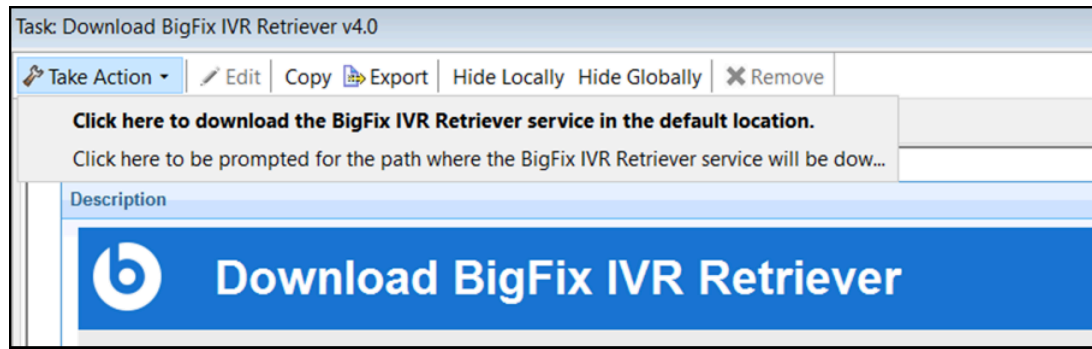 Task: Download BigFix IVR Retriever v4.0
Take Action Edit Copy Export Hide Locally Hide Globally Remove
Click here to download the BigFix IVR Retriever service in the default location.
Click here to be prompted for the path where the BigFix IVR Retriever service will be dow...
Description
b Download BigFix IVR Retriever